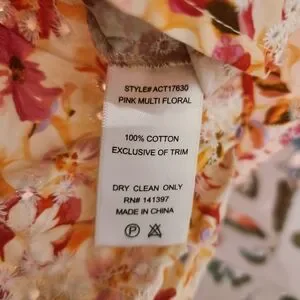 STYLE# ACT17630
PINK MULTI FLORAL
100% COTTON
EXCLUSIVE OF TRIM
DRY CLEAN ONLY
RN# 141397
MADE IN CHINA
P